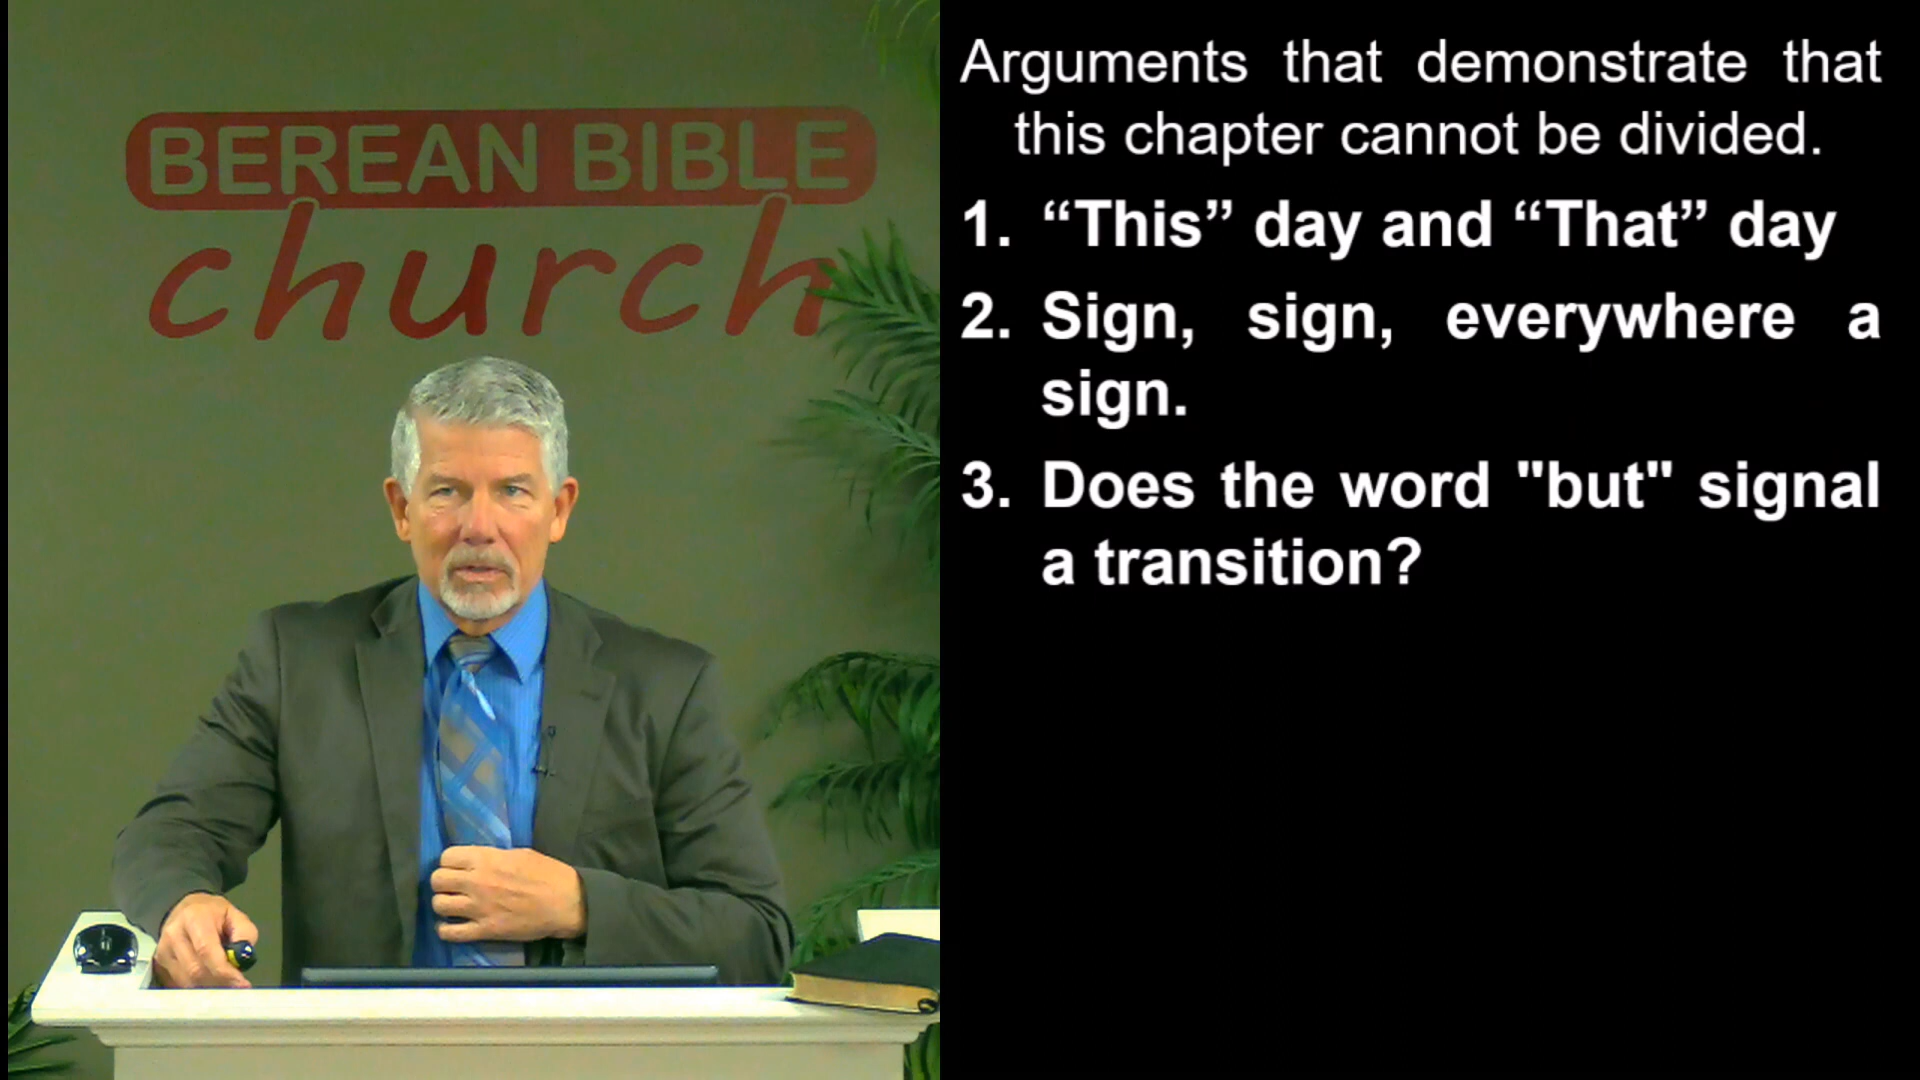 BEREAN BIBLE
church
Arguments that demonstrate that
this chapter cannot be divided.
1. “This” day and “That” day
2. Sign, sign, everywhere a
sign.
3. Does the word "but" signal
a transition?